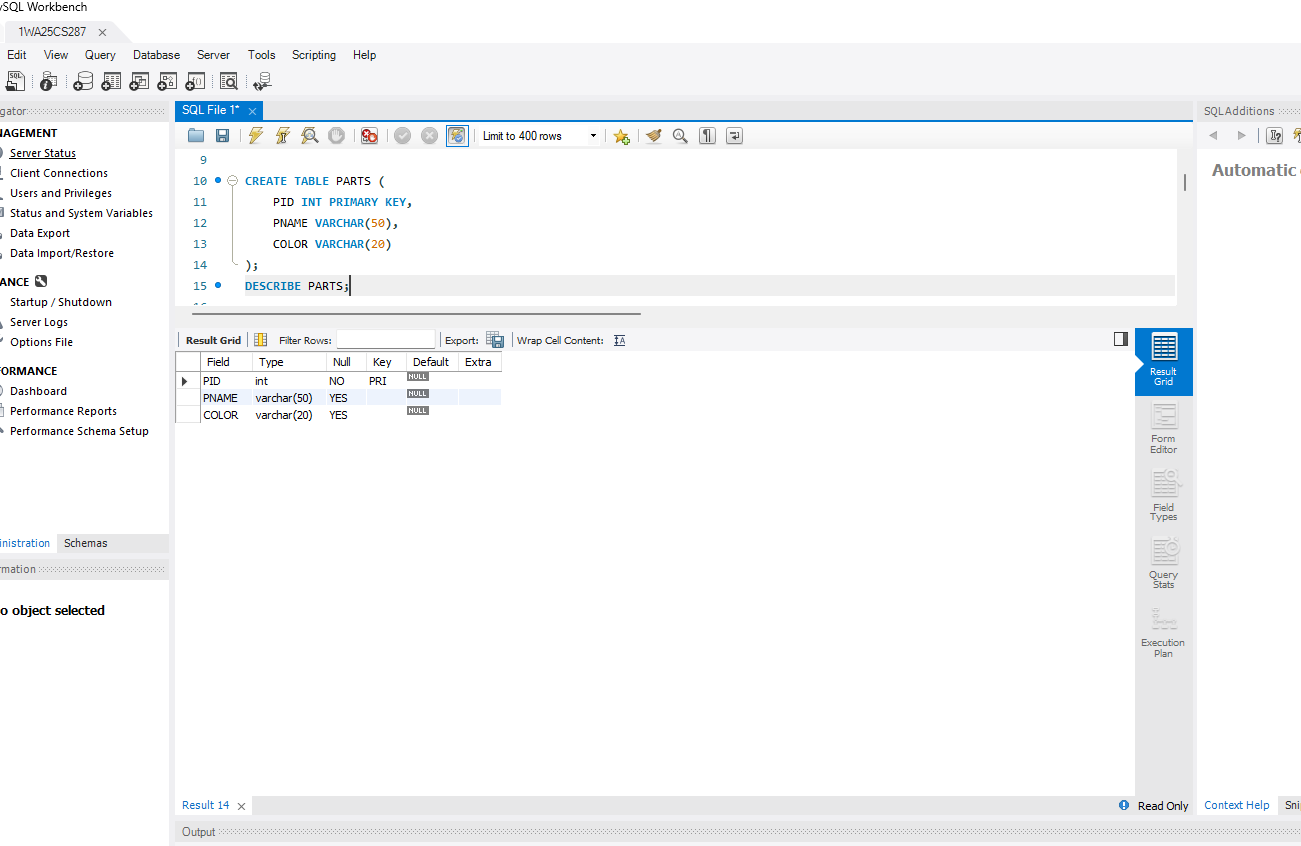 ySQL Workbench
1WA25CS287
Edit View Query Database Server Tools Scripting Help
gator
SQL File 1*
SQLAdditions
NAGEMENT
Server Status
Client Connections
Users and Privileges
Status and System Variables
Data Export
Data Import/Restore
ANCE
Startup / Shutdown
Server Logs
Options File
FORMANCE
Dashboard
Performance Reports
Performance Schema Setup
inistration Schemas
rmation
o object selected
Limit to 400 rows
9
10 CREATE TABLE PARTS (
11 PID INT PRIMARY KEY,
12 PNAME VARCHAR(50),
13 COLOR VARCHAR(20)
14 );
15 DESCRIBE PARTS;
Result Grid Filter Rows: Export: Wrap Cell Content:
Field Type Null Key Default Extra
PID int NO PRI NULL
PNAME varchar(50) YES NULL
COLOR varchar(20) YES NULL
Result
Grid
Form
Editor
Field
Types
Query
Stats
Execution
Plan
Automatic
Result 14
Read Only
Context Help Sni
Output